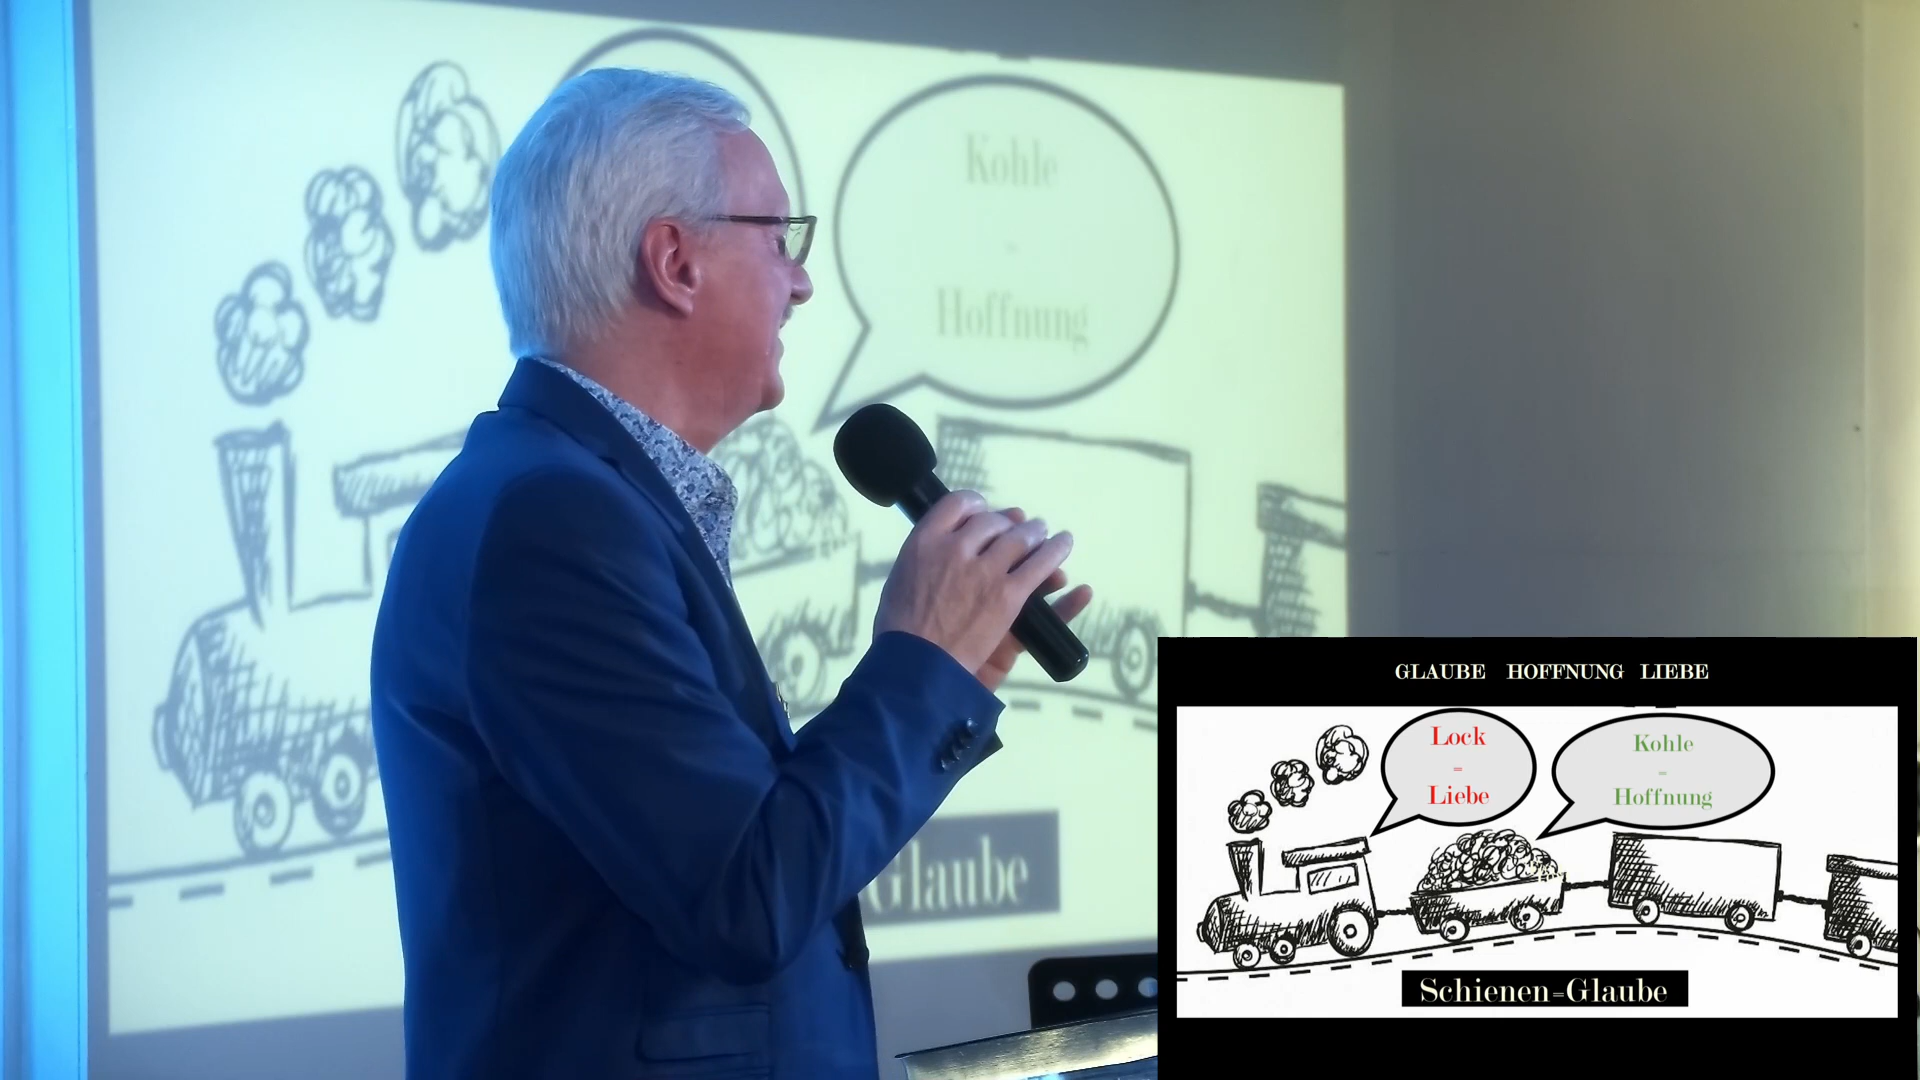 Kohle
=
Hoffnung
Glaube
GLAUBE HOFFNUNG LIEBE
Lock
=
Liebe
Kohle
=
Hoffnung
Schienen=Glaube